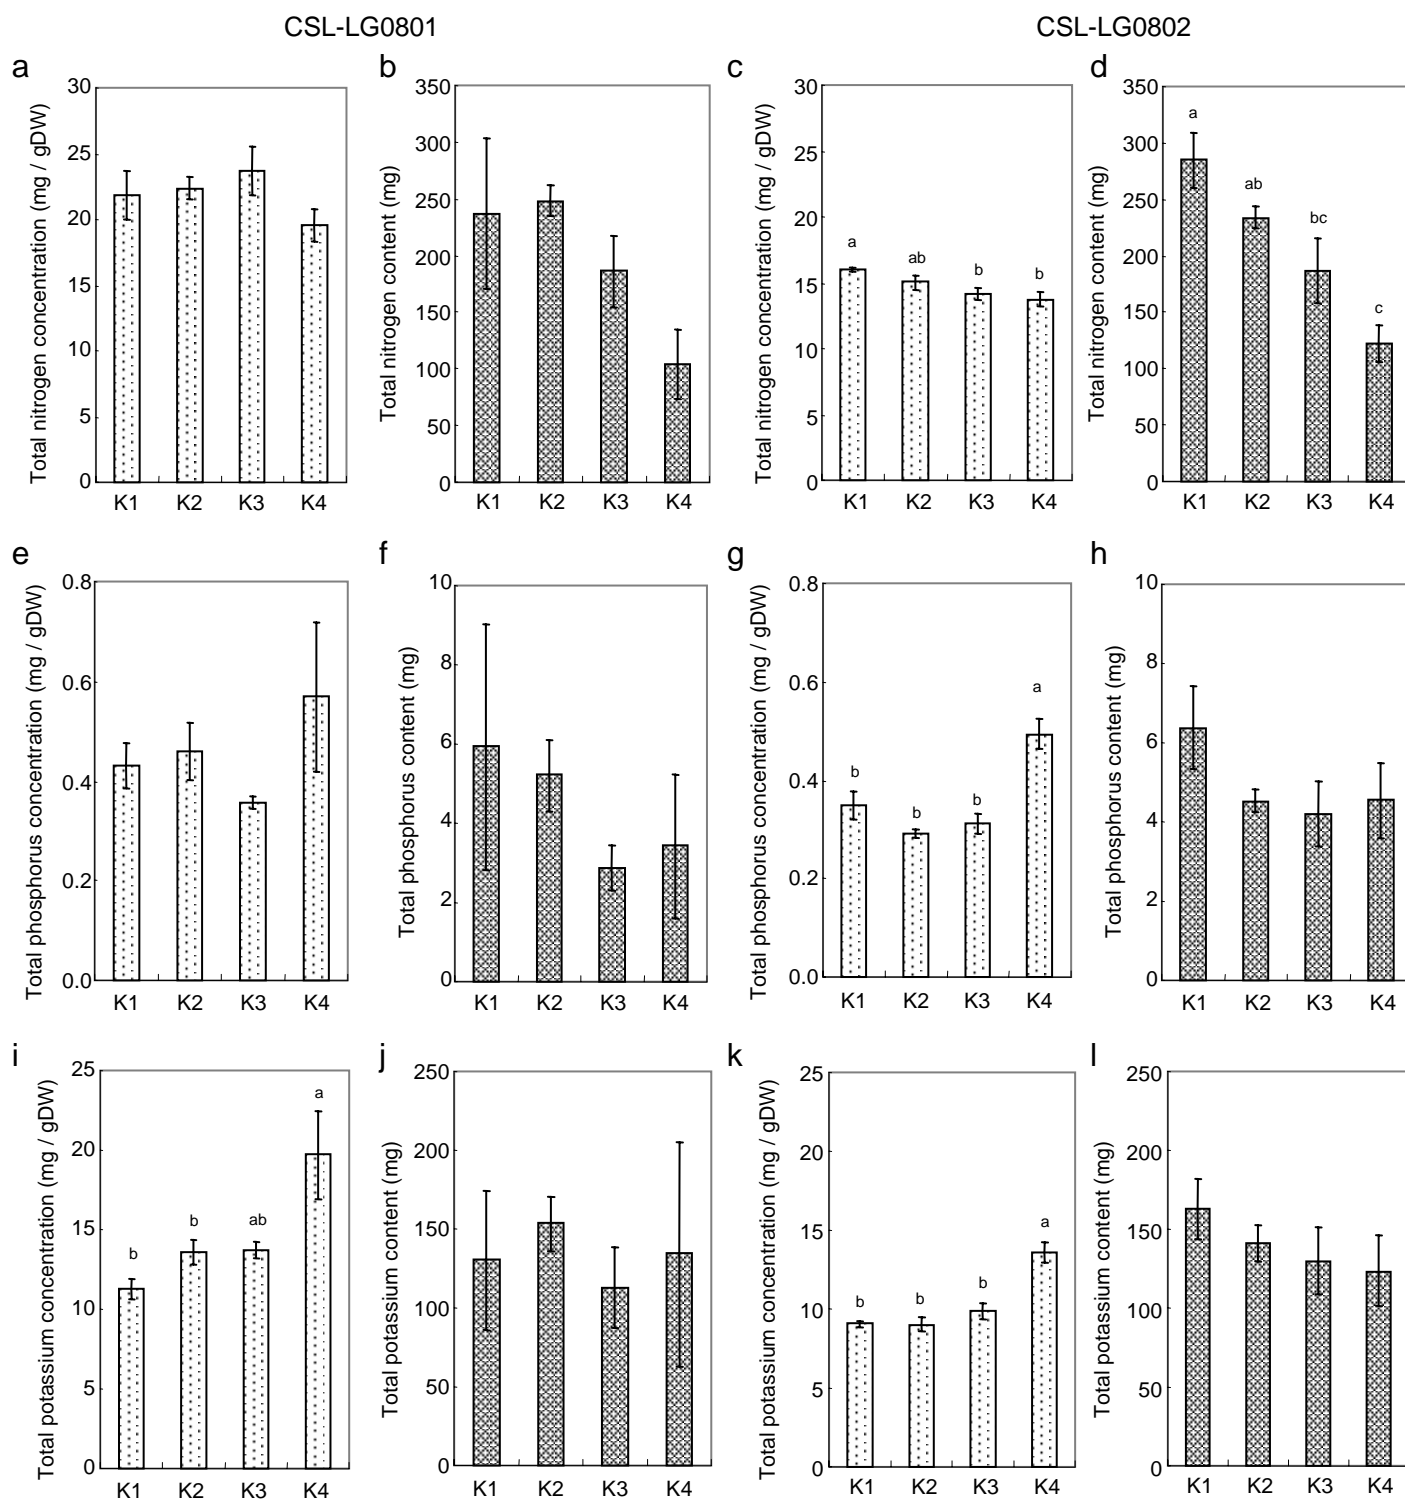 CSL-LG0801
CSL-LG0802
a
Total nitrogen concentration (mg / gDW)
30
25
20
15
10
5
0
K1 K2 K3 K4
b
Total nitrogen content (mg)
350
300
250
200
150
100
50
0
K1 K2 K3 K4
c
Total nitrogen concentration (mg / gDW)
30
25
20
15
10
5
0
a ab b b
K1 K2 K3 K4
d
Total nitrogen content (mg)
350
300
250
200
150
100
50
0
a
ab
bc
c
K1 K2 K3 K4
e
Total phosphorus concentration (mg / gDW)
0.8
0.6
0.4
0.2
0.0
K1 K2 K3 K4
f
Total phosphorus content (mg)
10
8
6
4
2
0
K1 K2 K3 K4
g
Total phosphorus concentration (mg / gDW)
0.8
0.6
0.4
0.2
0.0
b b b a
K1 K2 K3 K4
h
Total phosphorus content (mg)
10
8
6
4
2
0
K1 K2 K3 K4
i
Total potassium concentration (mg / gDW)
25
20
15
10
5
0
b b ab a
K1 K2 K3 K4
j
Total potassium content (mg)
250
200
150
100
50
0
K1 K2 K3 K4
k
Total potassium concentration (mg / gDW)
25
20
15
10
5
0
b b b a
K1 K2 K3 K4
l
Total potassium content (mg)
250
200
150
100
50
0
K1 K2 K3 K4